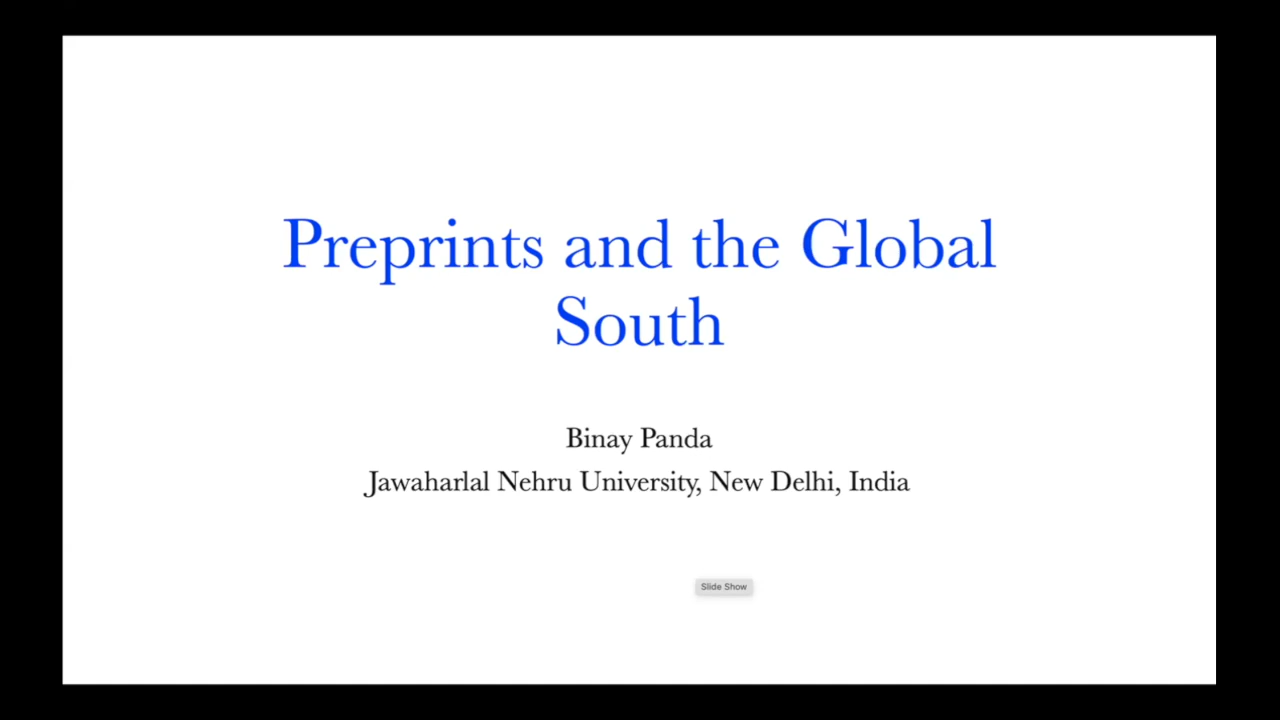 Preprints and the Global
South
Binay Panda
Jawaharlal Nehru University, New Delhi, India
Slide Show